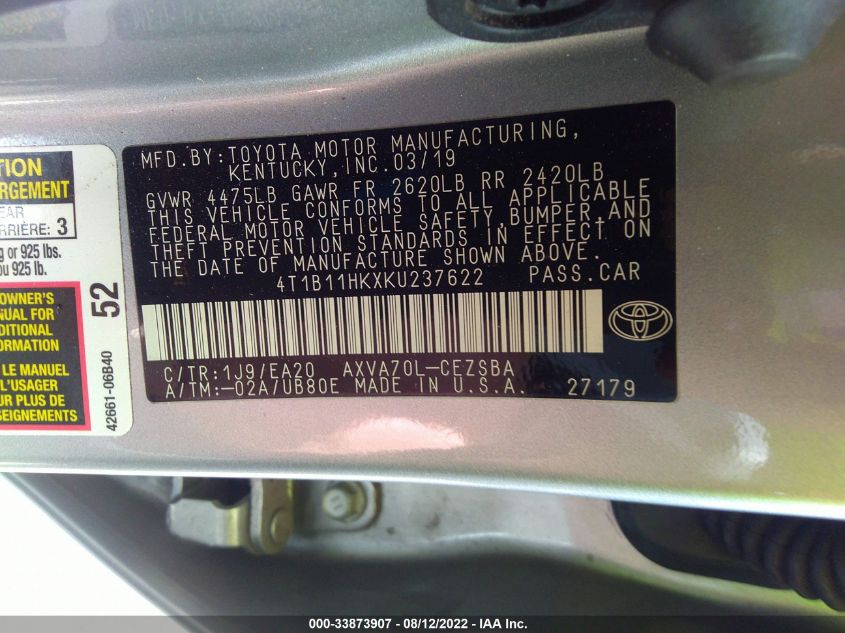 TION
RGEMENT
EAR
ARRIÈRE: 3
g or 925 lbs.
ou 925 lb.
OWNER'S
AL FOR
DITIONAL
ORMATION
LE MANUEL
L'USAGER
R PLUS DE
SEIGNEMENTS
52
42661-06B40
MFD.BY:TOYOTA MOTOR MANUFACTURING,
KENTUCKY,INC.03/19
GVWR 4475LB GAWR FR 2620LB RR 2420LB
THIS VEHICLE CONFORMS TO ALL APPLICABLE
FEDERAL MOTOR VEHICLE SAFETY,BUMPER,AND
THEFT PREVENTION STANDARDS IN EFFECT ON
THE DATE OF MANUFACTURE SHOWN ABOVE.
4T1B11HKXKU237622 PASS.CAR
C/TR:1J9/EA20 AXVA70L-CEZSBA
A/TM:-02A/UB80E MADE IN U.S.A. 27179
000-33873907 - 08/12/2022 - IAA Inc.